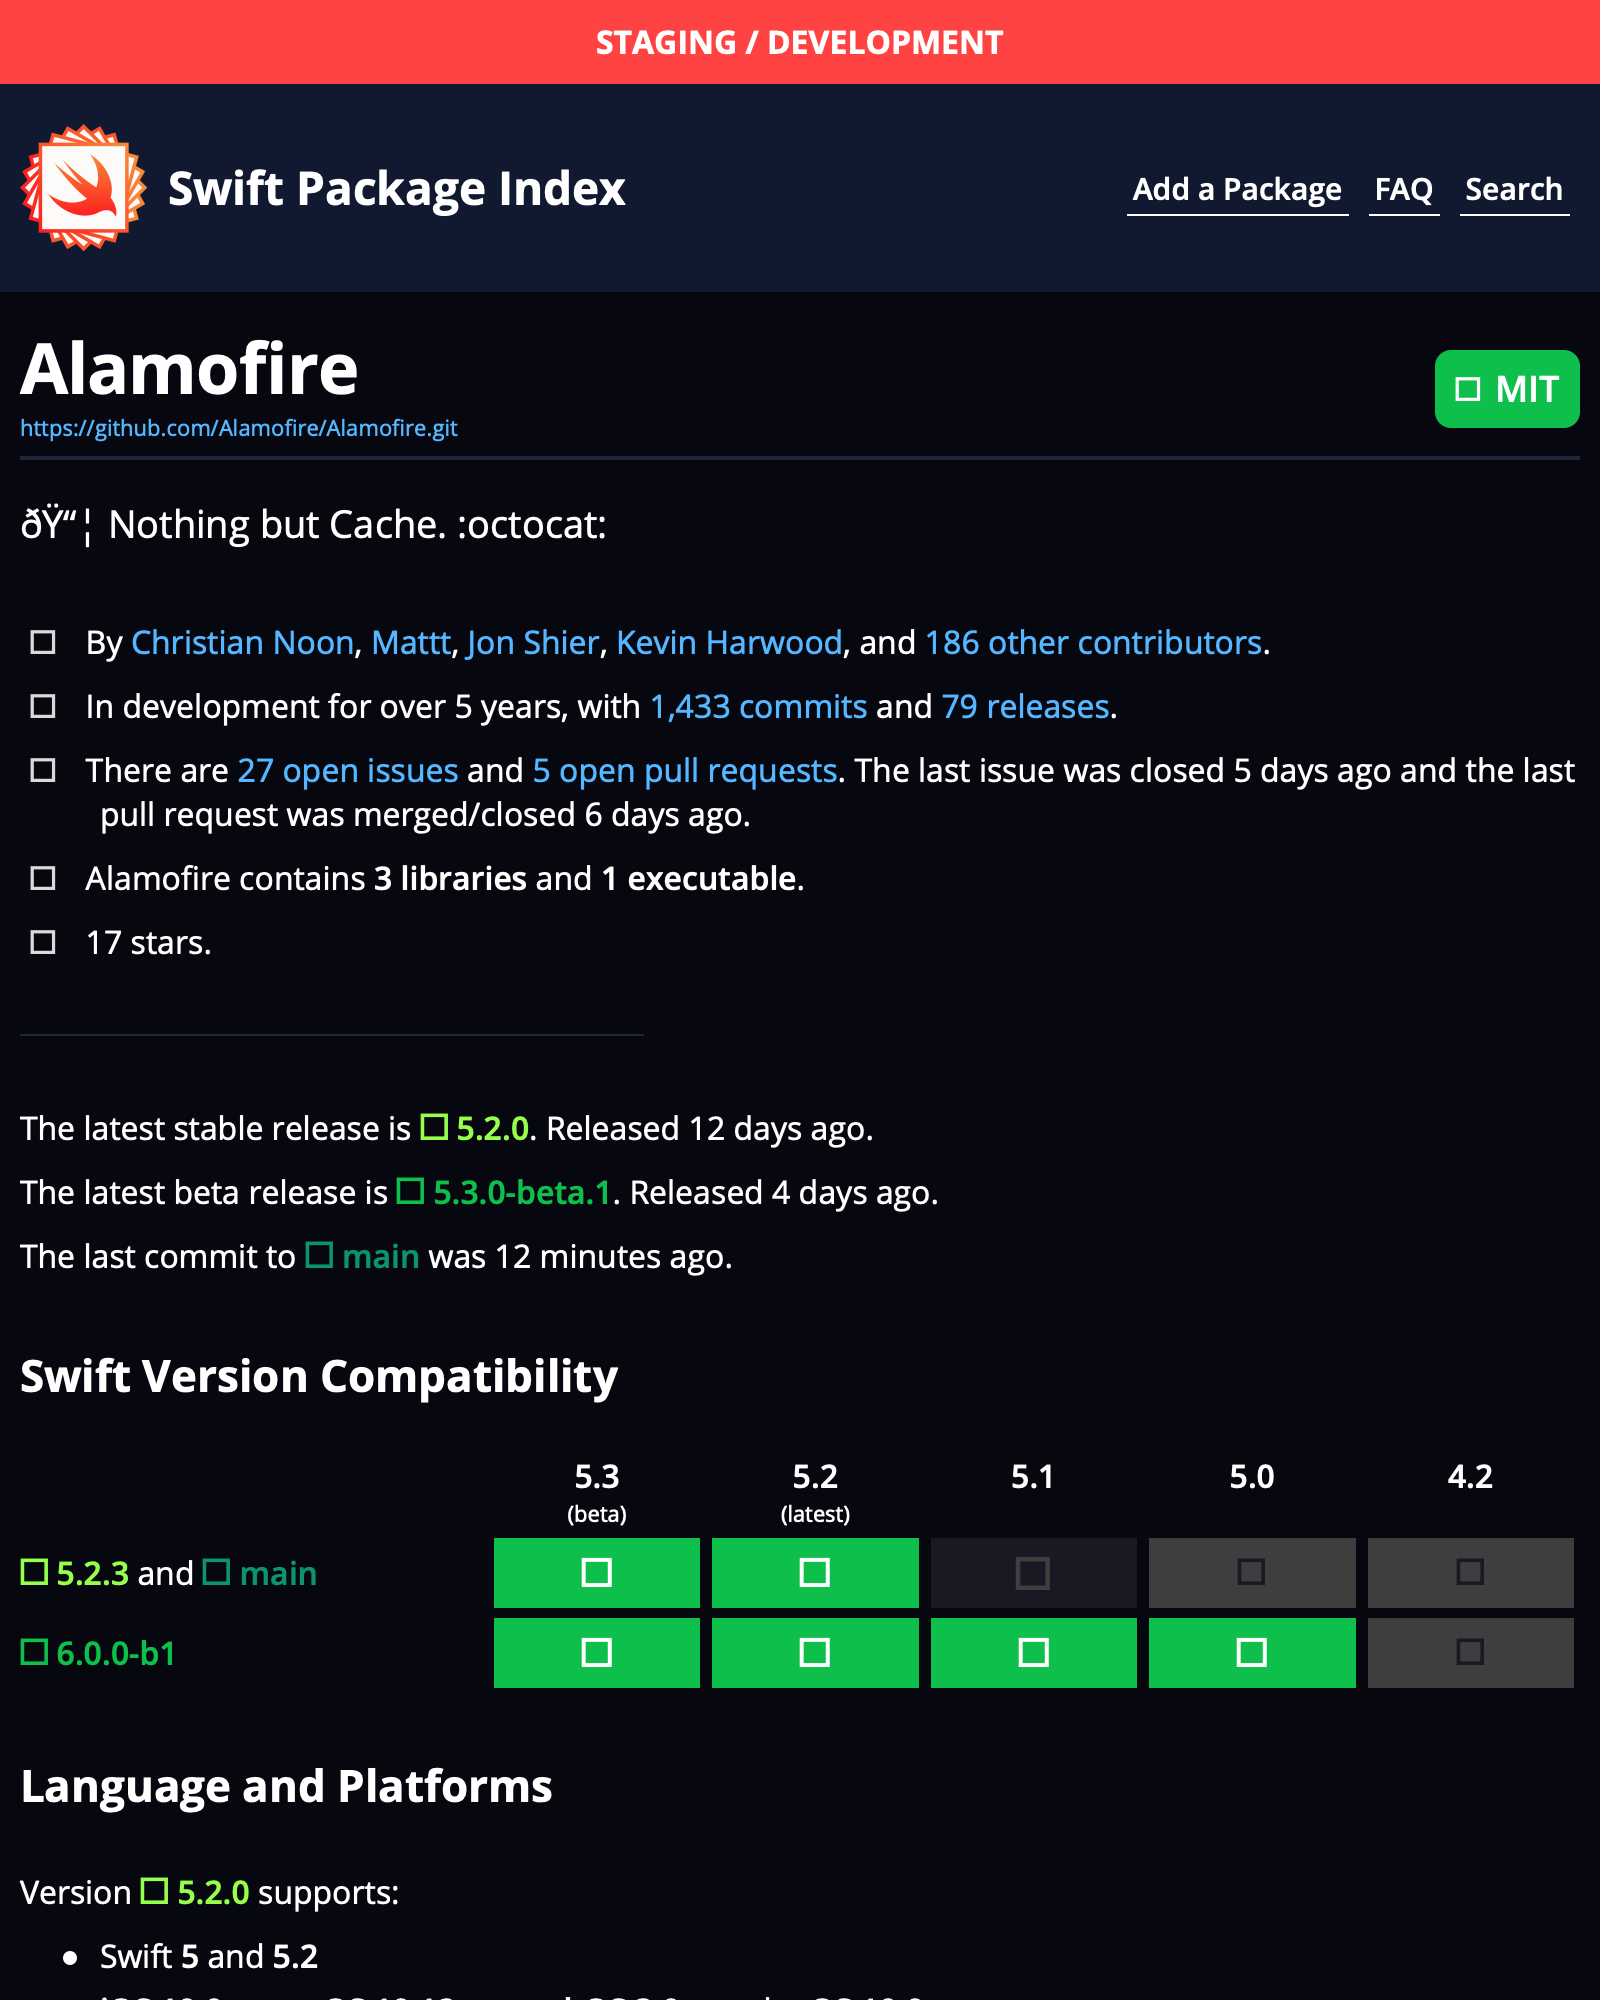 STAGING / DEVELOPMENT
Swift Package Index
Add a Package FAQ Search
Alamofire
MIT
https://github.com/Alamofire/Alamofire.git
ðŸ“¦ Nothing but Cache. :octocat:
By Christian Noon, Mattt, Jon Shier, Kevin Harwood, and 186 other contributors.
In development for over 5 years, with 1,433 commits and 79 releases.
There are 27 open issues and 5 open pull requests. The last issue was closed 5 days ago and the last
pull request was merged/closed 6 days ago.
Alamofire contains 3 libraries and 1 executable.
17 stars.
The latest stable release is 5.2.0. Released 12 days ago.
The latest beta release is 5.3.0-beta.1. Released 4 days ago.
The last commit to main was 12 minutes ago.
Swift Version Compatibility
5.3 5.2 5.1 5.0 4.2
(beta) (latest)
5.2.3 and main
6.0.0-b1
Language and Platforms
Version 5.2.0 supports:
Swift 5 and 5.2